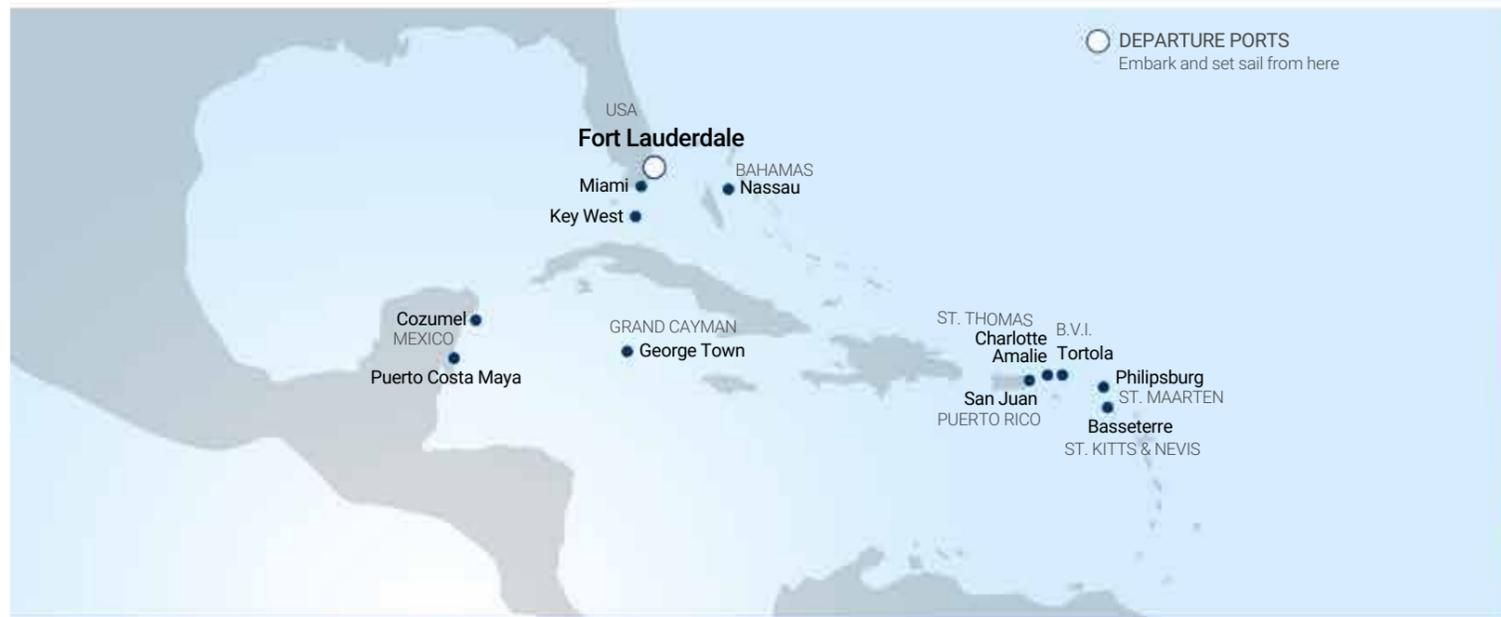 DEPARTURE PORTS
Embark and set sail from here
USA
Fort Lauderdale
BAHAMAS
Miami
Nassau
Key West
Cozumel
MEXICO
Puerto Costa Maya
GRAND CAYMAN
George Town
ST. THOMAS
Charlotte
Amalie
B.V.I.
Tortola
San Juan
PUERTO RICO
Philipsburg
ST. MAARTEN
Basseterre
ST. KITTS & NEVIS